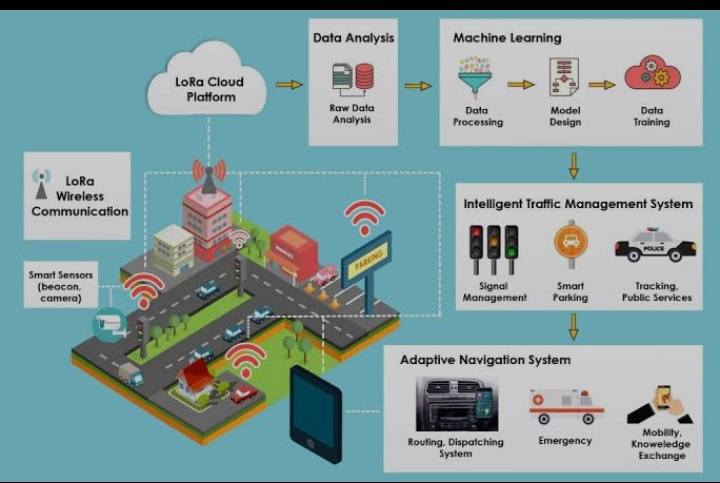 LoRa Cloud
Platform
Data Analysis
Raw Data
Analysis
Machine Learning
Data
Processing
Model
Design
Data
Training
LoRa
Wireless
Communication
Smart Sensors
(beacon,
camera)
PARKING
Intelligent Traffic Management System
Signal
Management
Smart
Parking
POLICE
Tracking,
Public Services
Adaptive Navigation System
Routing, Dispatching
System
Emergency
Mobility,
Knoweledge
Exchange